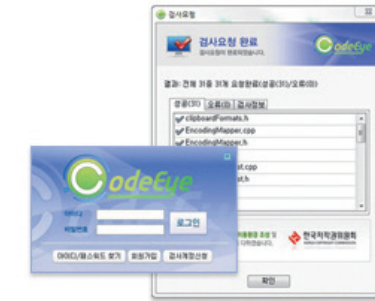 검사요청
검사요청 완료
검사요청이 완료되었습니다.
CodeEye
결과: 전체 31중 31개 요청완료(성공(31)/오류(0))
성공(31) 오류(0) 검사정보
clipboardFormats.h
EncodingMapper.cpp
EncodingMapper.h
st.cpp
st.h
CodeEye
아이디
비밀번호
로그인
아이디/패스워드 찾기 회원가입 검사계정신청
한국저작권위원회
확인